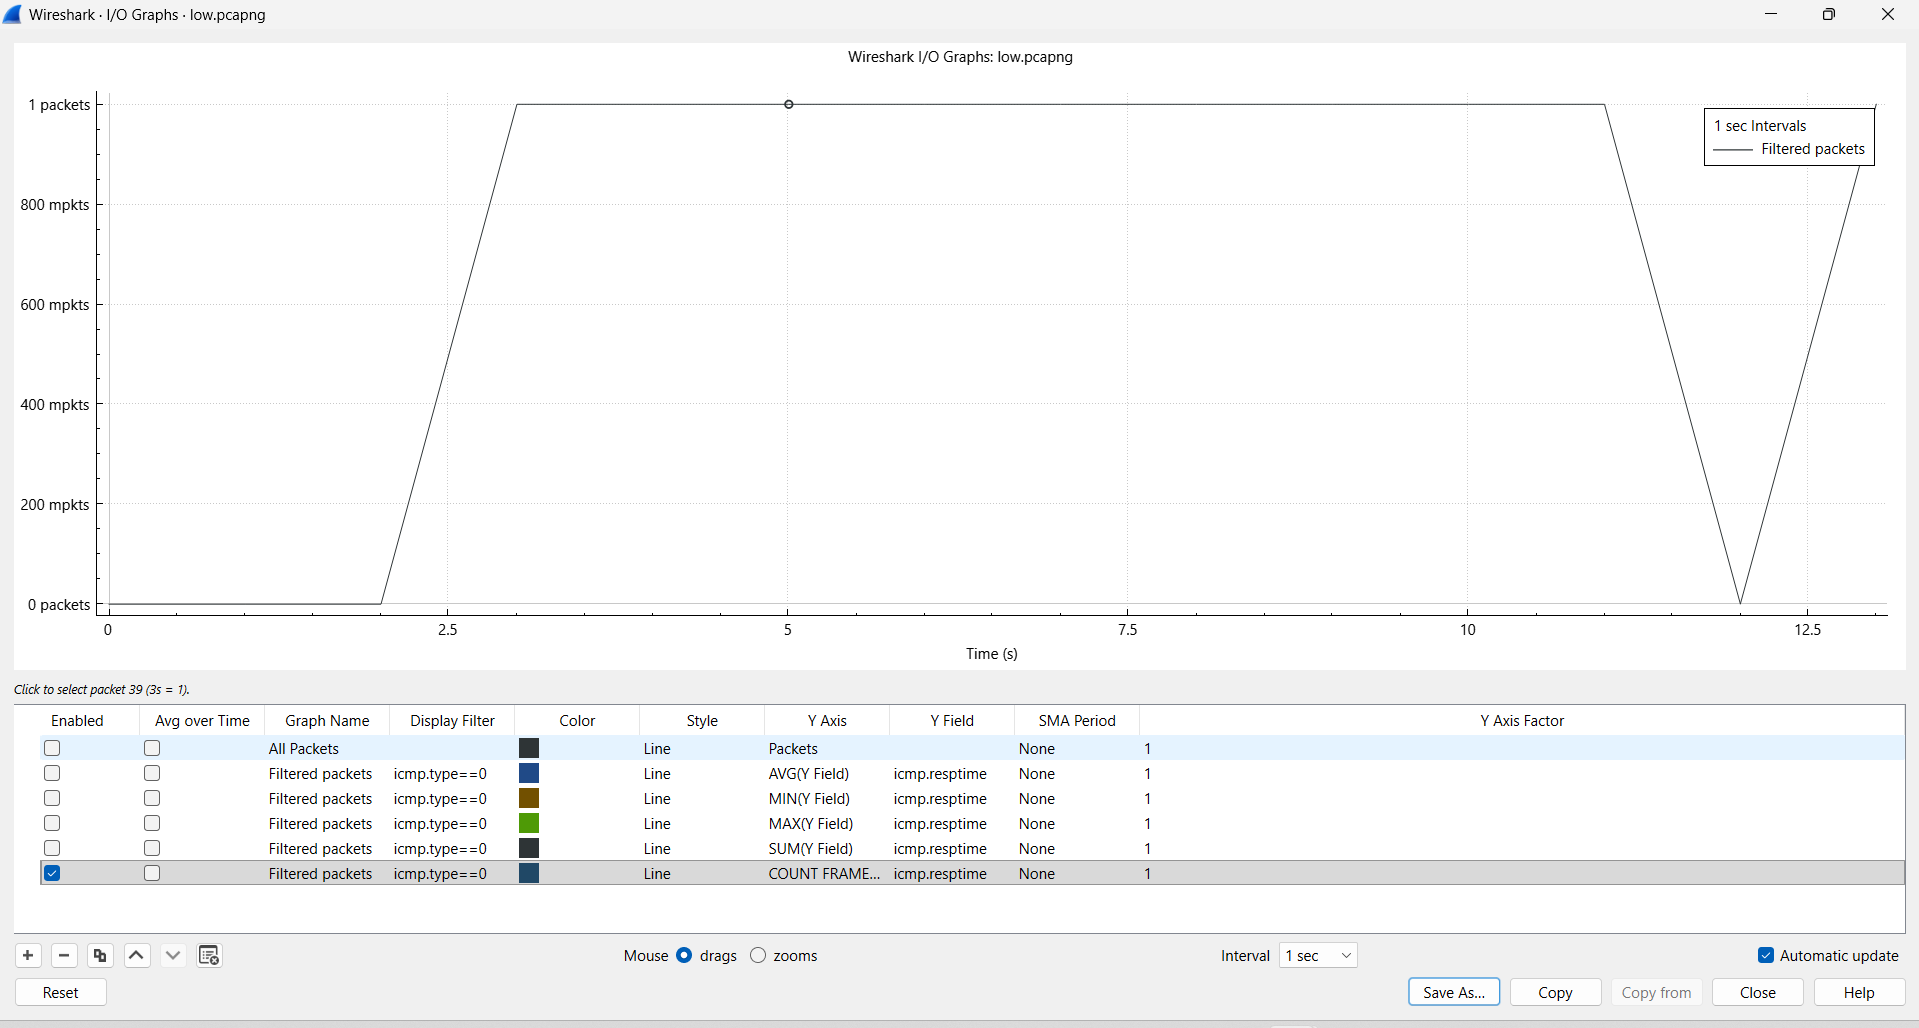 Wireshark · I/O Graphs · low.pcapng
Wireshark I/O Graphs: low.pcapng
1 packets
800 mpkts
600 mpkts
400 mpkts
200 mpkts
0 packets
1 sec Intervals
Filtered packets
0 2.5 5 7.5 10 12.5
Time (s)
Click to select packet 39 (3s = 1).
Enabled Avg over Time Graph Name Display Filter Color Style Y Axis Y Field SMA Period Y Axis Factor
All Packets Line Packets None 1
Filtered packets icmp.type==0 Line AVG(Y Field) icmp.resptime None 1
Filtered packets icmp.type==0 Line MIN(Y Field) icmp.resptime None 1
Filtered packets icmp.type==0 Line MAX(Y Field) icmp.resptime None 1
Filtered packets icmp.type==0 Line SUM(Y Field) icmp.resptime None 1
Filtered packets icmp.type==0 Line COUNT FRAME... icmp.resptime None 1
Mouse drags zooms Interval 1 sec Automatic update
Reset Save As... Copy Copy from Close Help